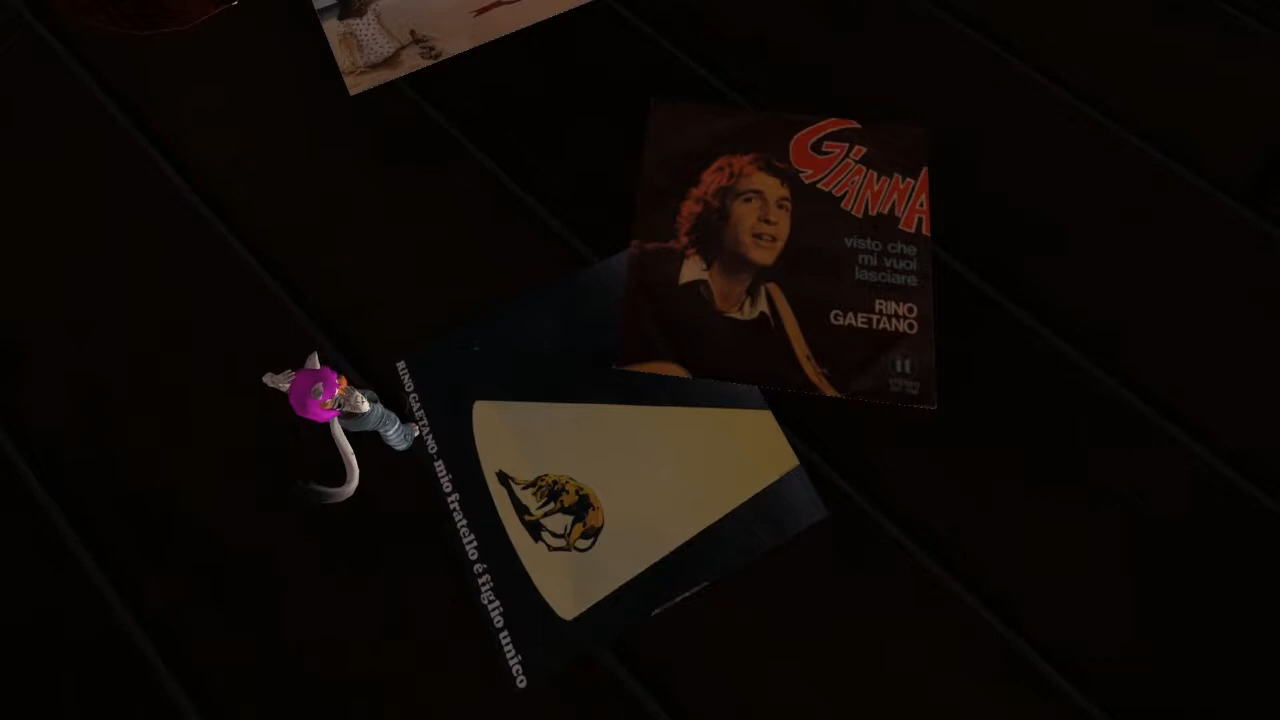 GIANNA
visto che
mi vuoi
lasciare
RINO
GAETANO
RINO GAETANO - mio fratello é figlio unico